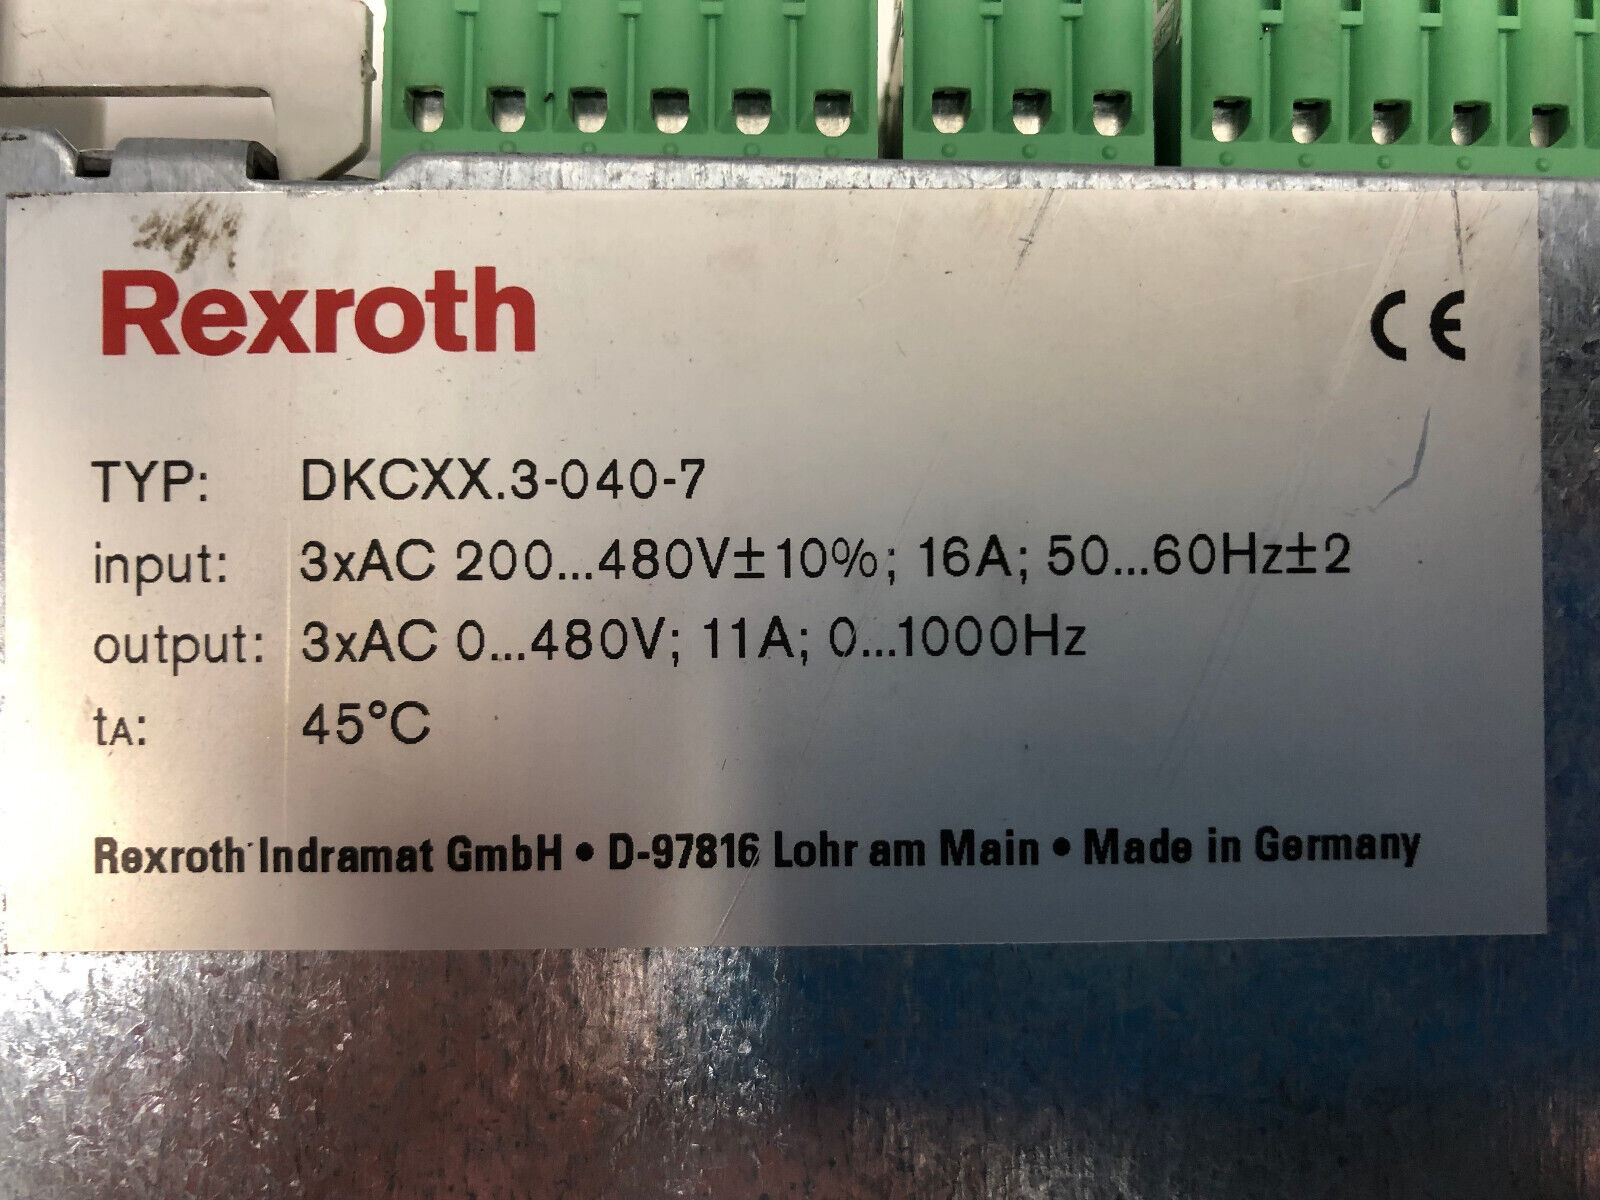 Rexroth
CE
TYP: DKCXX.3-040-7
input: 3xAC 200...480V±10%; 16A; 50...60Hz±2
output: 3xAC 0...480V; 11A; 0...1000Hz
tA: 45°C
Rexroth Indramat GmbH • D-97816 Lohr am Main • Made in Germany